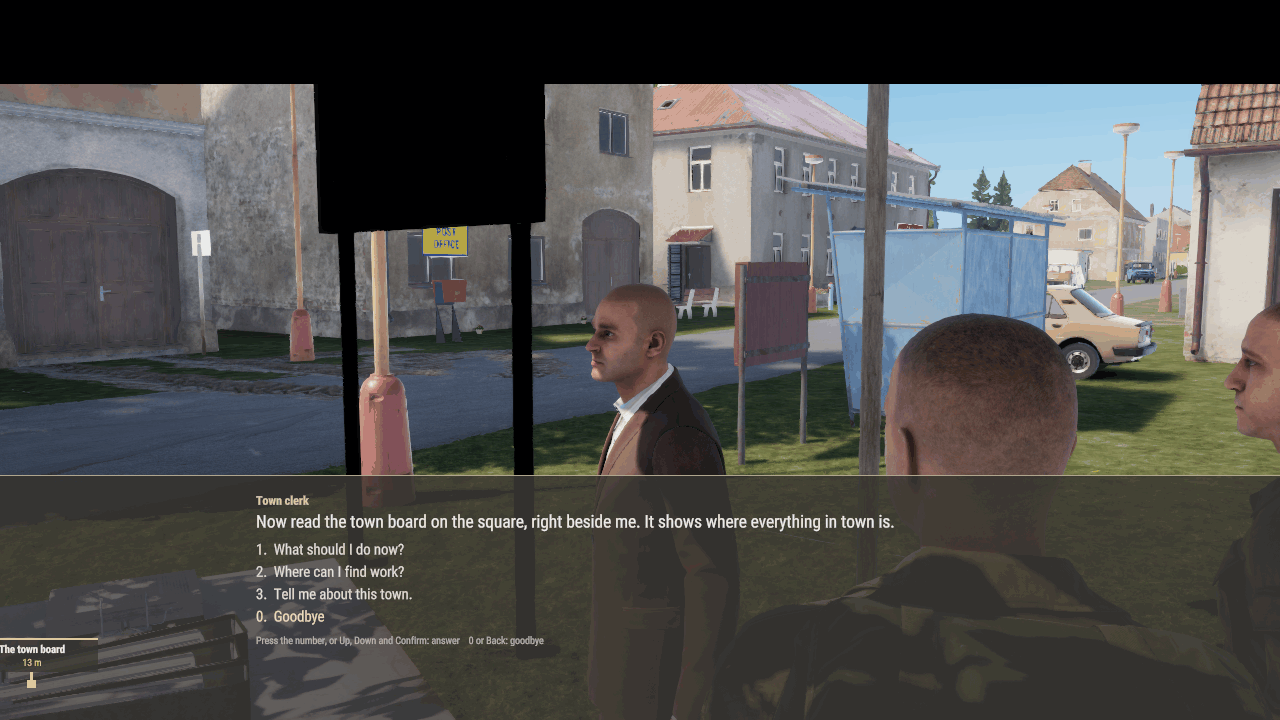 POST
OFFICE
Town clerk
Now read the town board on the square, right beside me. It shows where everything in town is.
1. What should I do now?
2. Where can I find work?
3. Tell me about this town.
0. Goodbye
Press the number, or Up, Down and Confirm: answer 0 or Back: goodbye
The town board
13 m